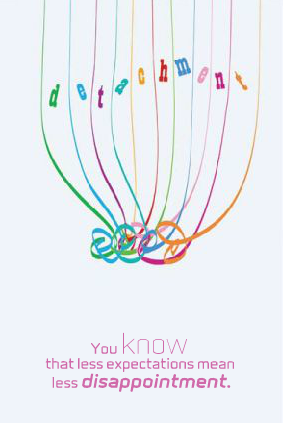 detachment
You know
that less expectations mean
less disappointment.